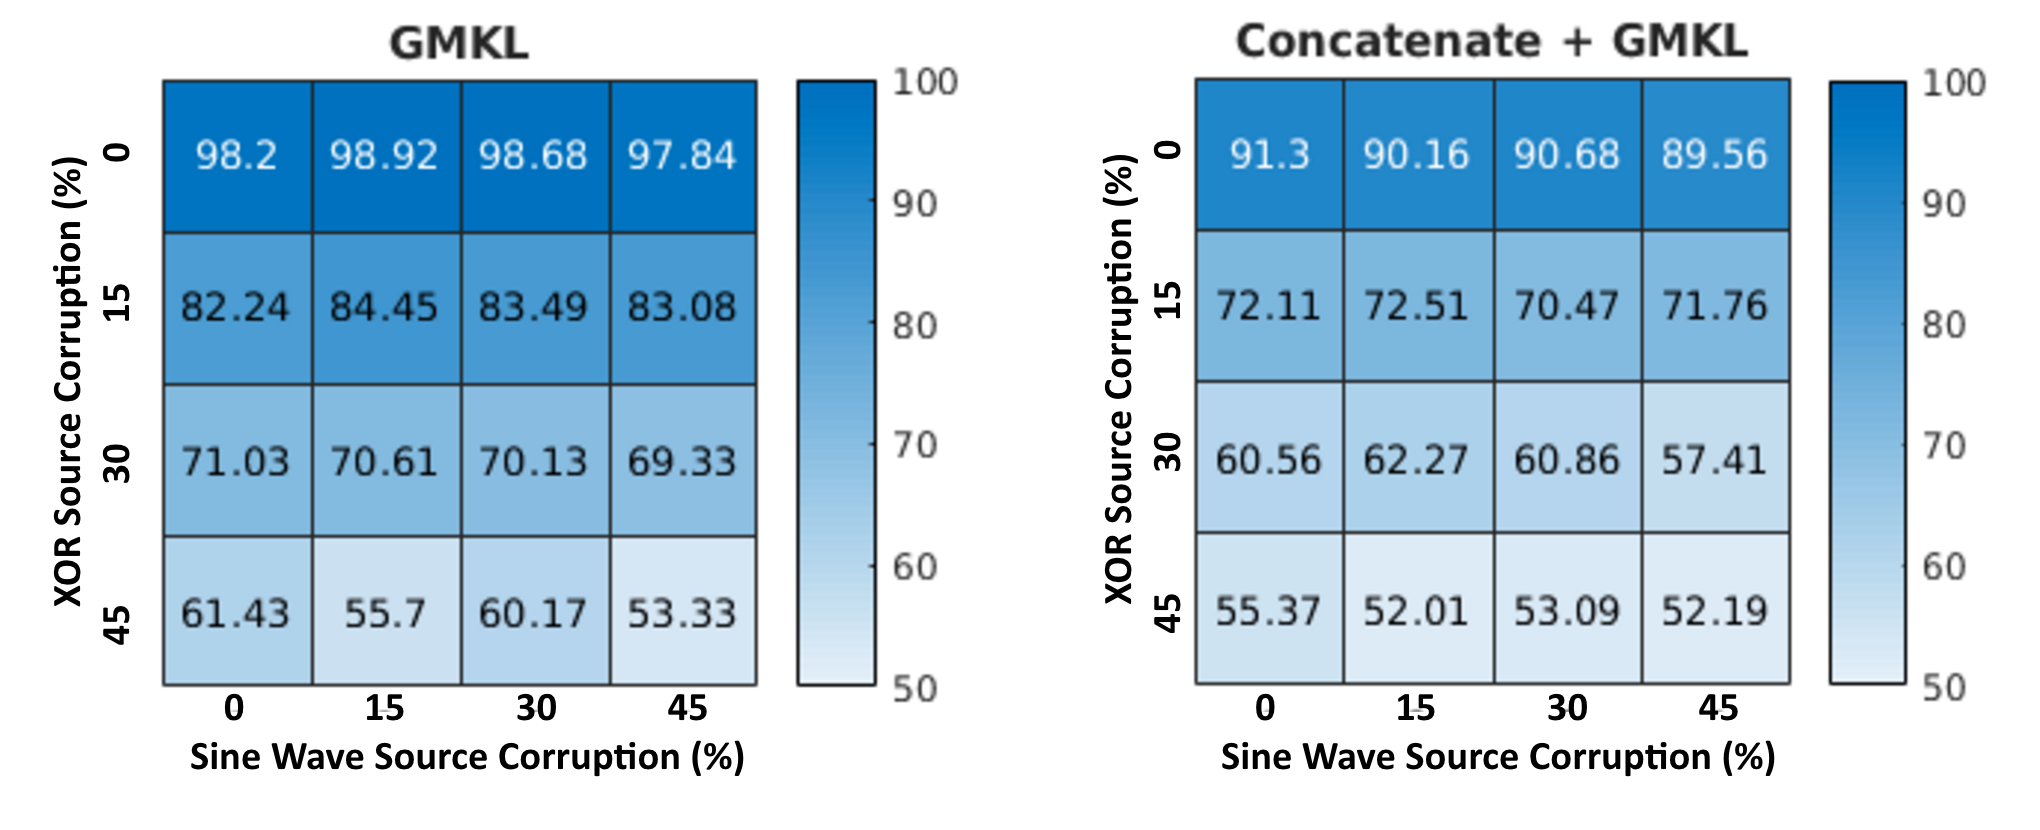 GMKL
98.2 98.92 98.68 97.84
82.24 84.45 83.49 83.08
71.03 70.61 70.13 69.33
61.43 55.7 60.17 53.33
0 15 30 45
Sine Wave Source Corruption (%)
XOR Source Corruption (%)
0 15 30 45
100
90
80
70
60
50
Concatenate + GMKL
91.3 90.16 90.68 89.56
72.11 72.51 70.47 71.76
60.56 62.27 60.86 57.41
55.37 52.01 53.09 52.19
0 15 30 45
Sine Wave Source Corruption (%)
XOR Source Corruption (%)
0 15 30 45
100
90
80
70
60
50